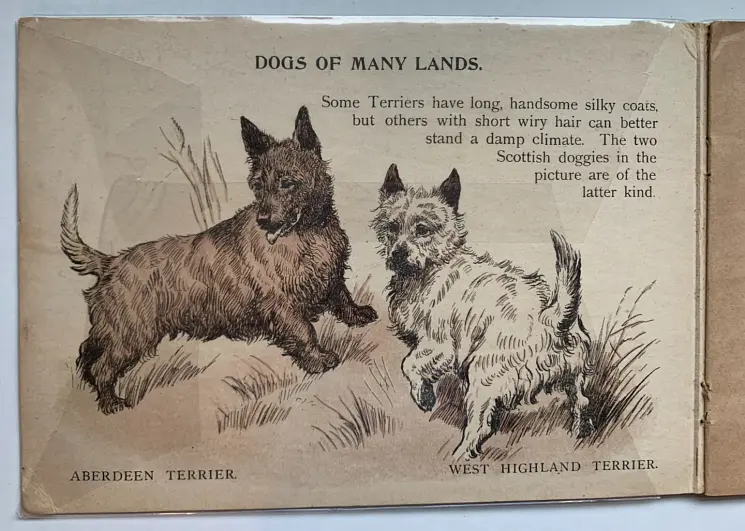 DOGS OF MANY LANDS.
Some Terriers have long, handsome silky coats,
but others with short wiry hair can better
stand a damp climate. The two
Scottish doggies in the
picture are of the
latter kind.
ABERDEEN TERRIER.
WEST HIGHLAND TERRIER.